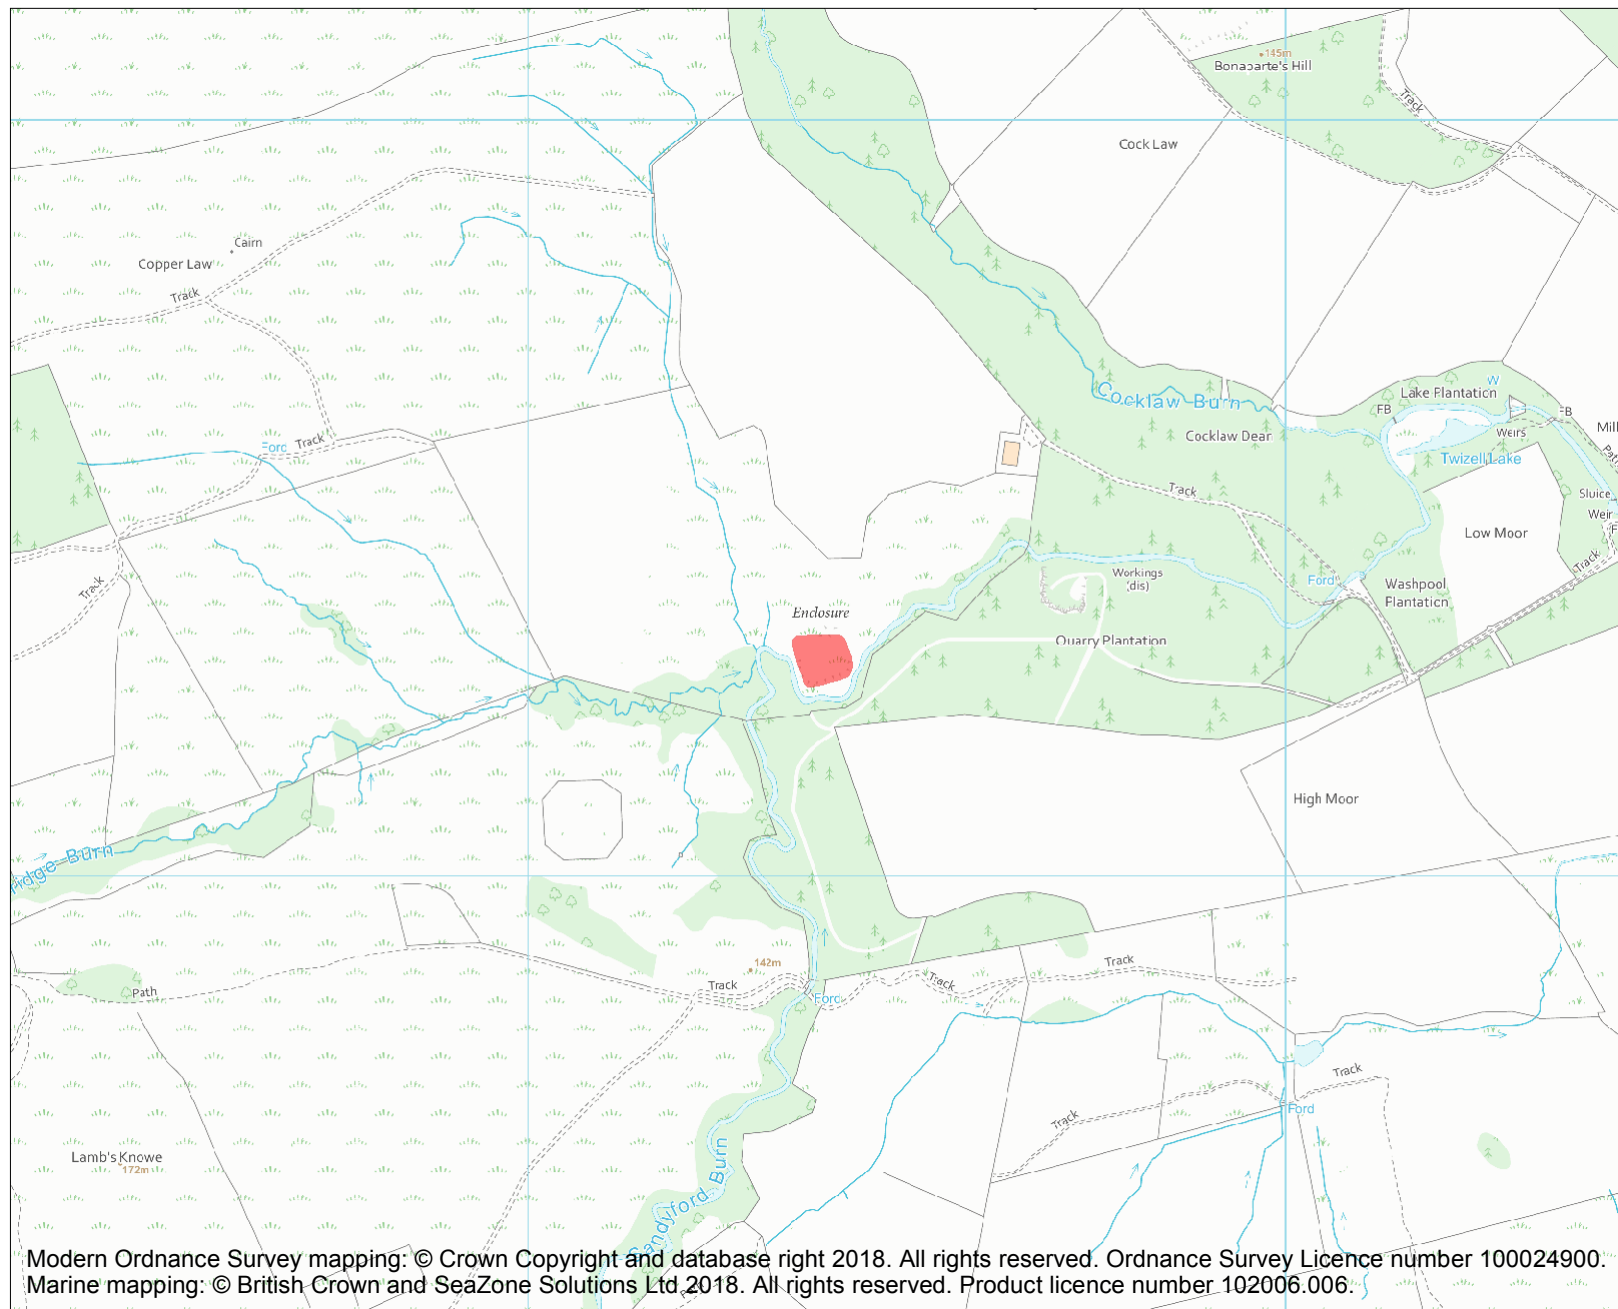 145m
Bonaparte's Hill
Track
Cock Law
Cairn
Copper Law
Track
Cocklaw Burn
W
Lake Plantation
FB
FB
Weirs
Cocklaw Dean
Twizell Lake
Mill
Path
Ford
Track
Track
Sluice
Weir
F
Low Moor
Track
Track
Workings
(dis)
Ford
Washpool
Plantation
Enclosure
Quarry Plantation
High Moor
idge Burn
142m
Track
Track
Track
Path
Ford
Track
Ford
Track
Lamb's Knowe
172m
Sandyford Burn
Modern Ordnance Survey mapping: © Crown Copyright and database right 2018. All rights reserved. Ordnance Survey Licence number 100024900.
Marine mapping: © British Crown and SeaZone Solutions Ltd 2018. All rights reserved. Product licence number 102006.006.